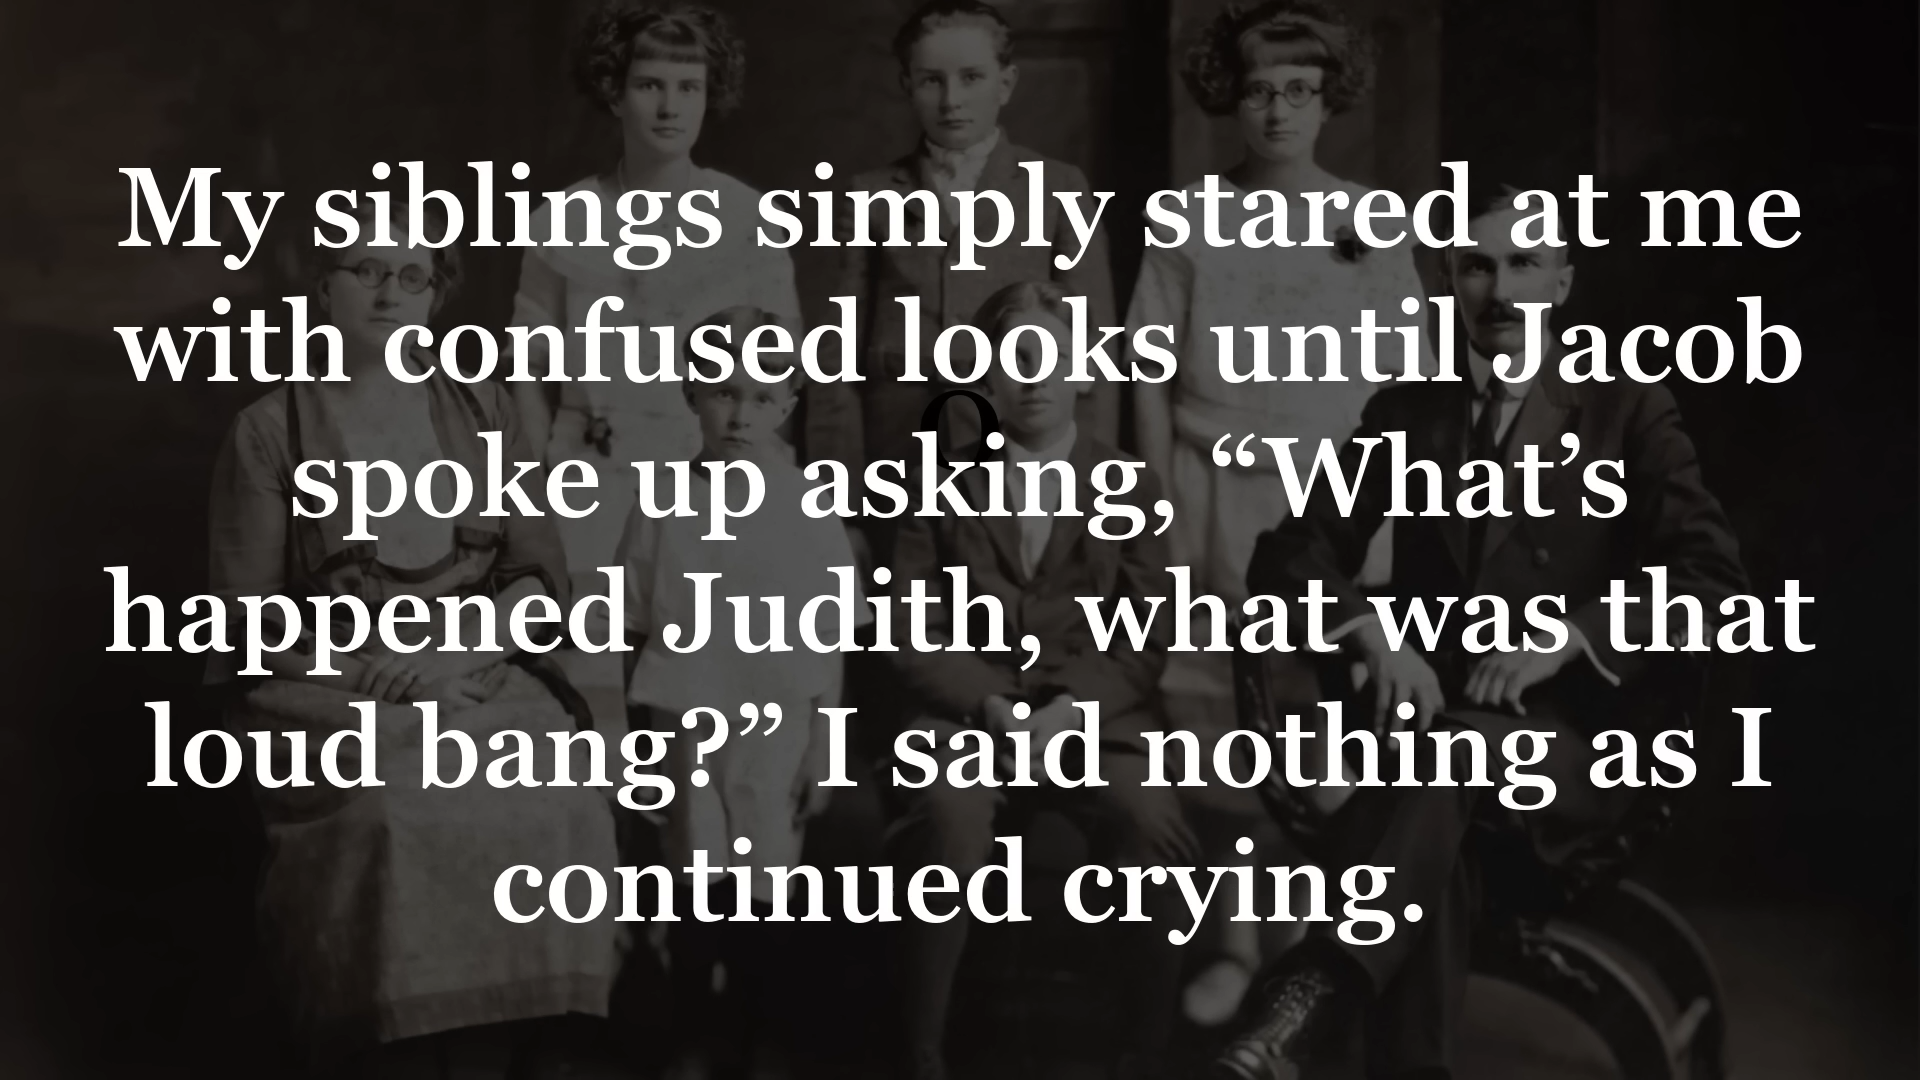 My siblings simply stared at me
with confused looks until Jacob
o
spoke up asking, “What’s
happened Judith, what was that
loud bang?” I said nothing as I
continued crying.